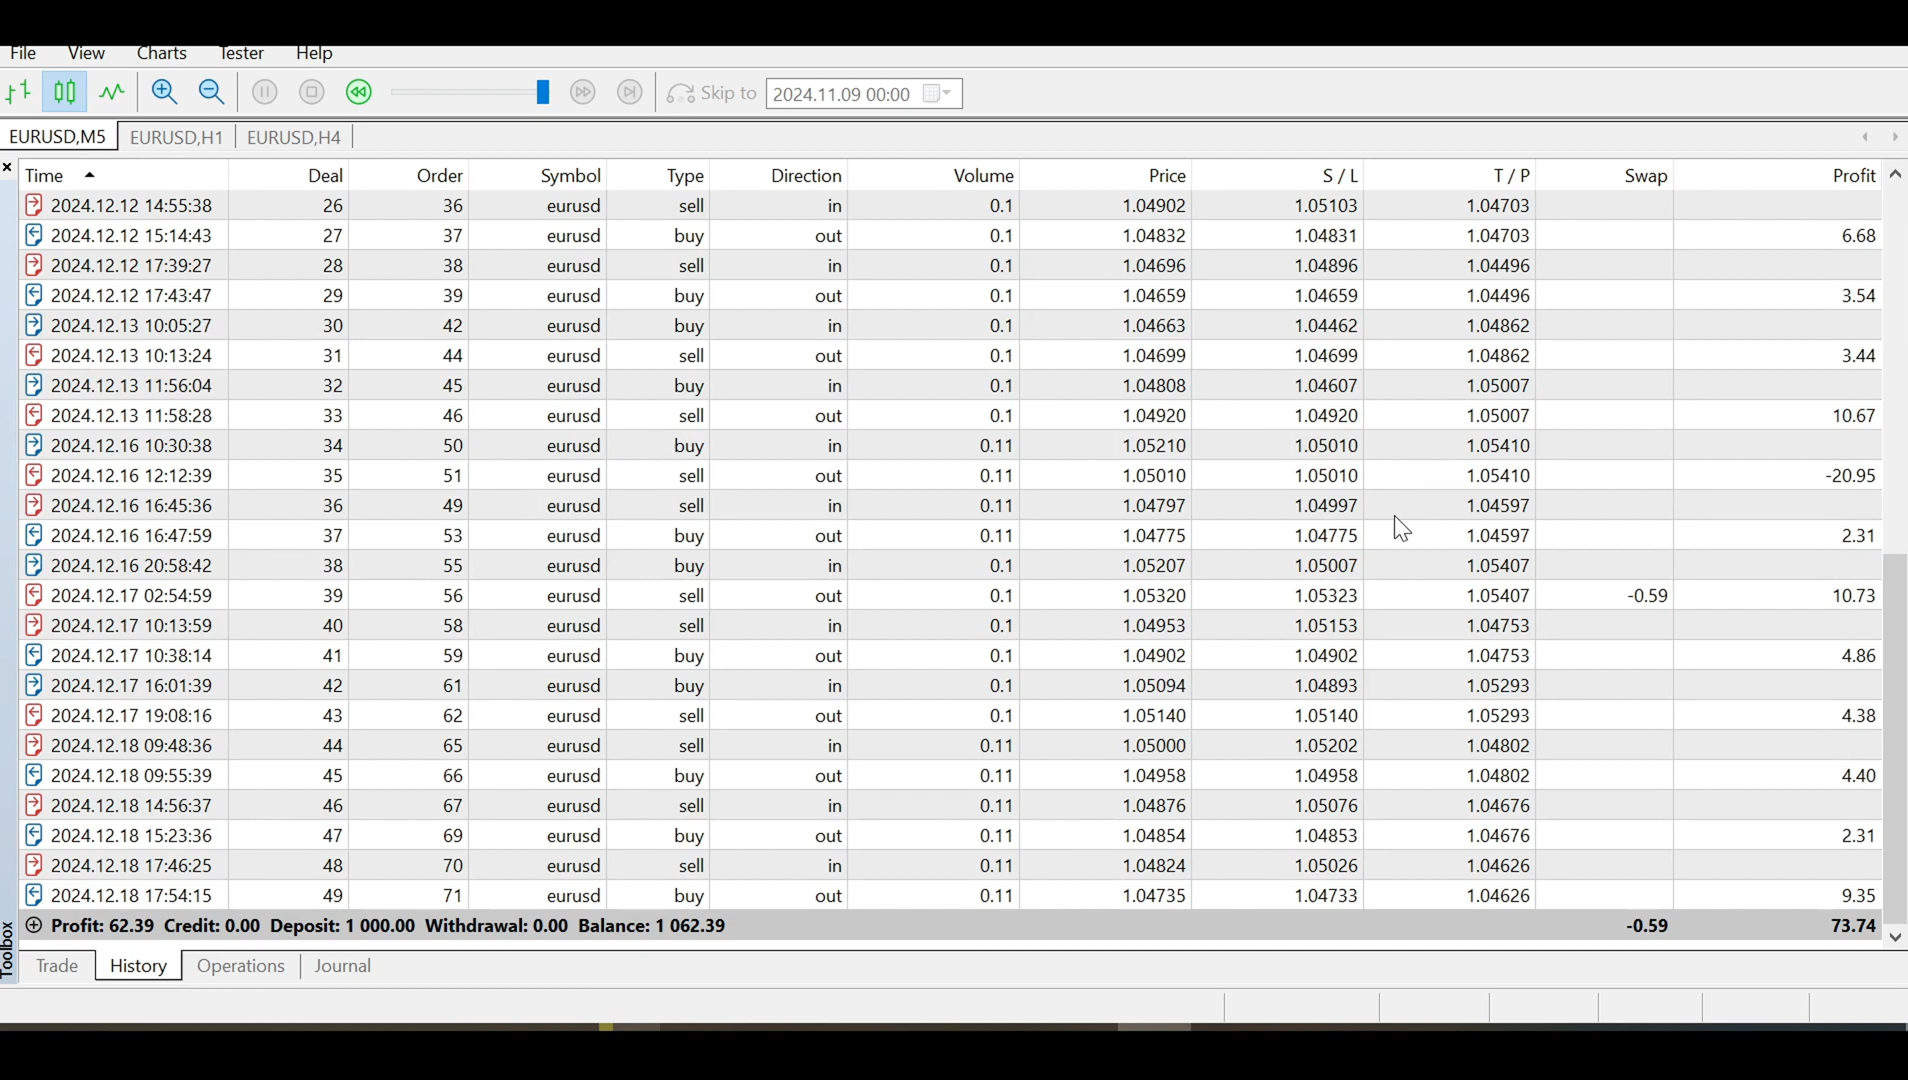 File View Charts Tester Help
Skip to 2024.11.09 00:00
EURUSD,M5 EURUSD,H1 EURUSD,H4
Time Deal Order Symbol Type Direction Volume Price S / L T / P Swap Profit
2024.12.12 14:55:38 26 36 eurusd sell in 0.1 1.04902 1.05103 1.04703
2024.12.12 15:14:43 27 37 eurusd buy out 0.1 1.04832 1.04831 1.04703 6.68
2024.12.12 17:39:27 28 38 eurusd sell in 0.1 1.04696 1.04896 1.04496
2024.12.12 17:43:47 29 39 eurusd buy out 0.1 1.04659 1.04659 1.04496 3.54
2024.12.13 10:05:27 30 42 eurusd buy in 0.1 1.04663 1.04462 1.04862
2024.12.13 10:13:24 31 44 eurusd sell out 0.1 1.04699 1.04699 1.04862 3.44
2024.12.13 11:56:04 32 45 eurusd buy in 0.1 1.04808 1.04607 1.05007
2024.12.13 11:58:28 33 46 eurusd sell out 0.1 1.04920 1.04920 1.05007 10.67
2024.12.16 10:30:38 34 50 eurusd buy in 0.11 1.05210 1.05010 1.05410
2024.12.16 12:12:39 35 51 eurusd sell out 0.11 1.05010 1.05010 1.05410 -20.95
2024.12.16 16:45:36 36 49 eurusd sell in 0.11 1.04797 1.04997 1.04597
2024.12.16 16:47:59 37 53 eurusd buy out 0.11 1.04775 1.04775 1.04597 2.31
2024.12.16 20:58:42 38 55 eurusd buy in 0.1 1.05207 1.05007 1.05407
2024.12.17 02:54:59 39 56 eurusd sell out 0.1 1.05320 1.05323 1.05407 -0.59 10.73
2024.12.17 10:13:59 40 58 eurusd sell in 0.1 1.04953 1.05153 1.04753
2024.12.17 10:38:14 41 59 eurusd buy out 0.1 1.04902 1.04902 1.04753 4.86
2024.12.17 16:01:39 42 61 eurusd buy in 0.1 1.05094 1.04893 1.05293
2024.12.17 19:08:16 43 62 eurusd sell out 0.1 1.05140 1.05140 1.05293 4.38
2024.12.18 09:48:36 44 65 eurusd sell in 0.11 1.05000 1.05202 1.04802
2024.12.18 09:55:39 45 66 eurusd buy out 0.11 1.04958 1.04958 1.04802 4.40
2024.12.18 14:56:37 46 67 eurusd sell in 0.11 1.04876 1.05076 1.04676
2024.12.18 15:23:36 47 69 eurusd buy out 0.11 1.04854 1.04853 1.04676 2.31
2024.12.18 17:46:25 48 70 eurusd sell in 0.11 1.04824 1.05026 1.04626
2024.12.18 17:54:15 49 71 eurusd buy out 0.11 1.04735 1.04733 1.04626 9.35
Profit: 62.39 Credit: 0.00 Deposit: 1 000.00 Withdrawal: 0.00 Balance: 1 062.39 -0.59 73.74
Toolbox
Trade History Operations Journal